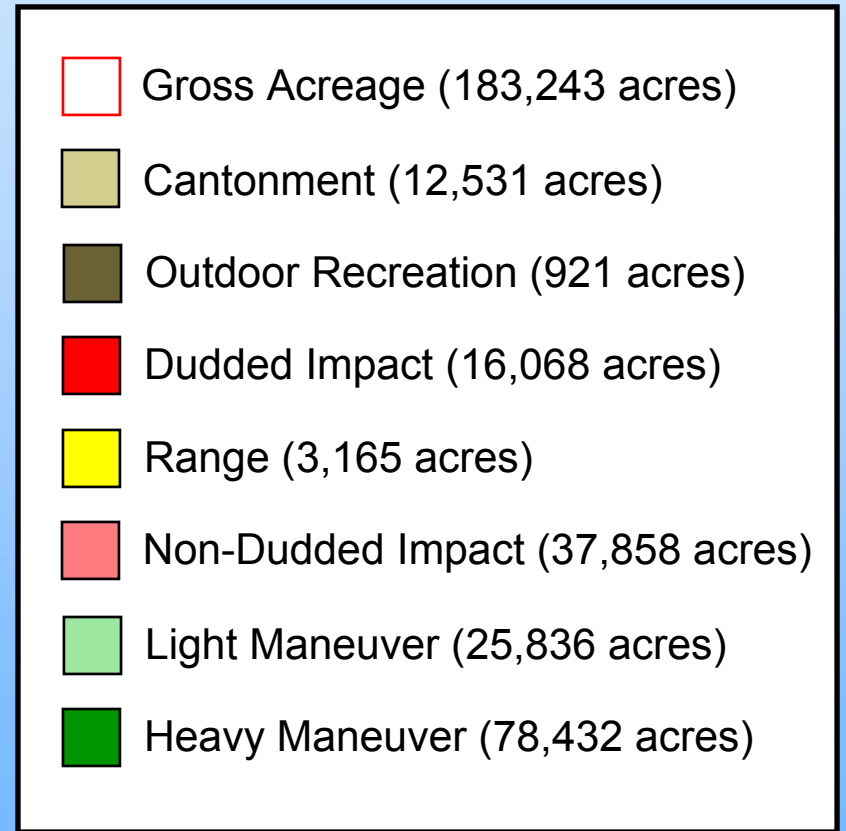 Gross Acreage (183,243 acres)
Cantonment (12,531 acres)
Outdoor Recreation (921 acres)
Dudded Impact (16,068 acres)
Range (3,165 acres)
Non-Dudded Impact (37,858 acres)
Light Maneuver (25,836 acres)
Heavy Maneuver (78,432 acres)